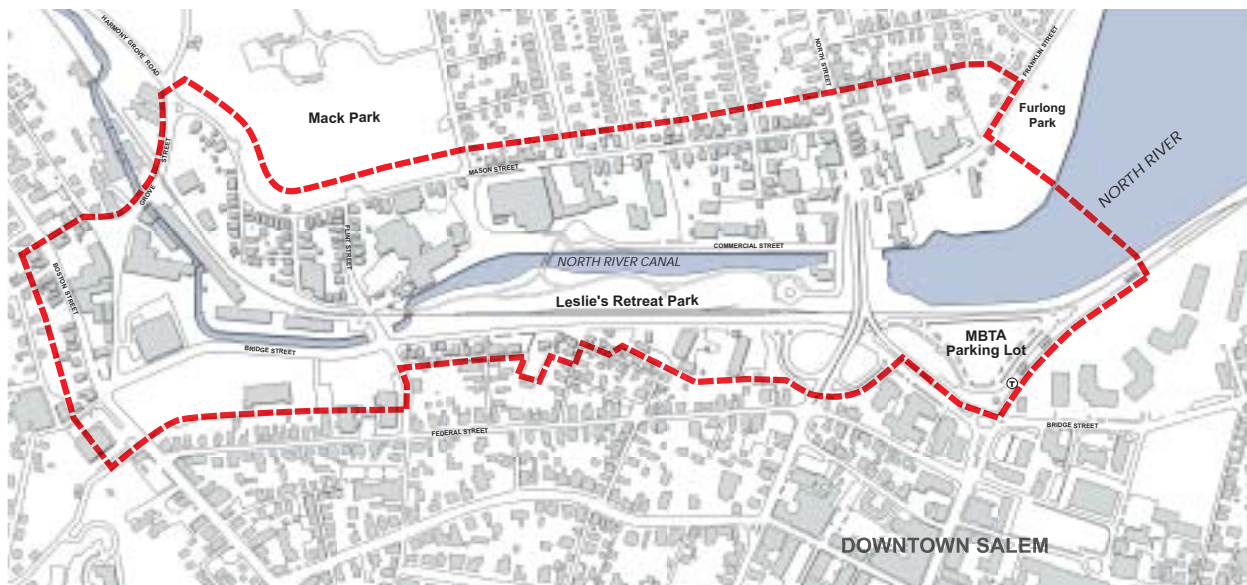 HARMONY GROVE ROAD
NORTH STREET
FRANKLIN STREET
Mack Park
Furlong
Park
MASON STREET
GROVE STREET
NORTH RIVER
FLINT STREET
COMMERCIAL STREET
NORTH RIVER CANAL
BOSTON STREET
Leslie's Retreat Park
MBTA
Parking Lot
BRIDGE STREET
T
BRIDGE STREET
FEDERAL STREET
DOWNTOWN SALEM